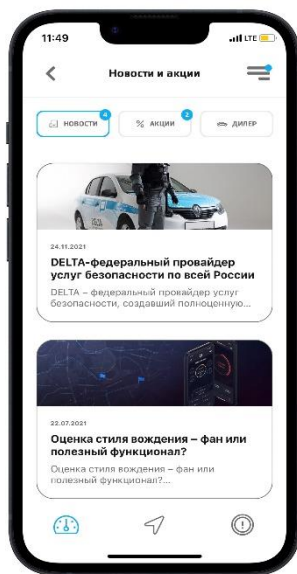 11:49
LTE
Новости и акции
НОВОСТИ
4
АКЦИИ
2
ДИЛЕР
24.11.2021
DELTA-федеральный провайдер
услуг безопасности по всей России
DELTA – федеральный провайдер услуг
безопасности, создавший полноценную...
22.07.2021
Оценка стиля вождения – фан или
полезный функционал?
Оценка стиля вождения – фан или
полезный функционал?...